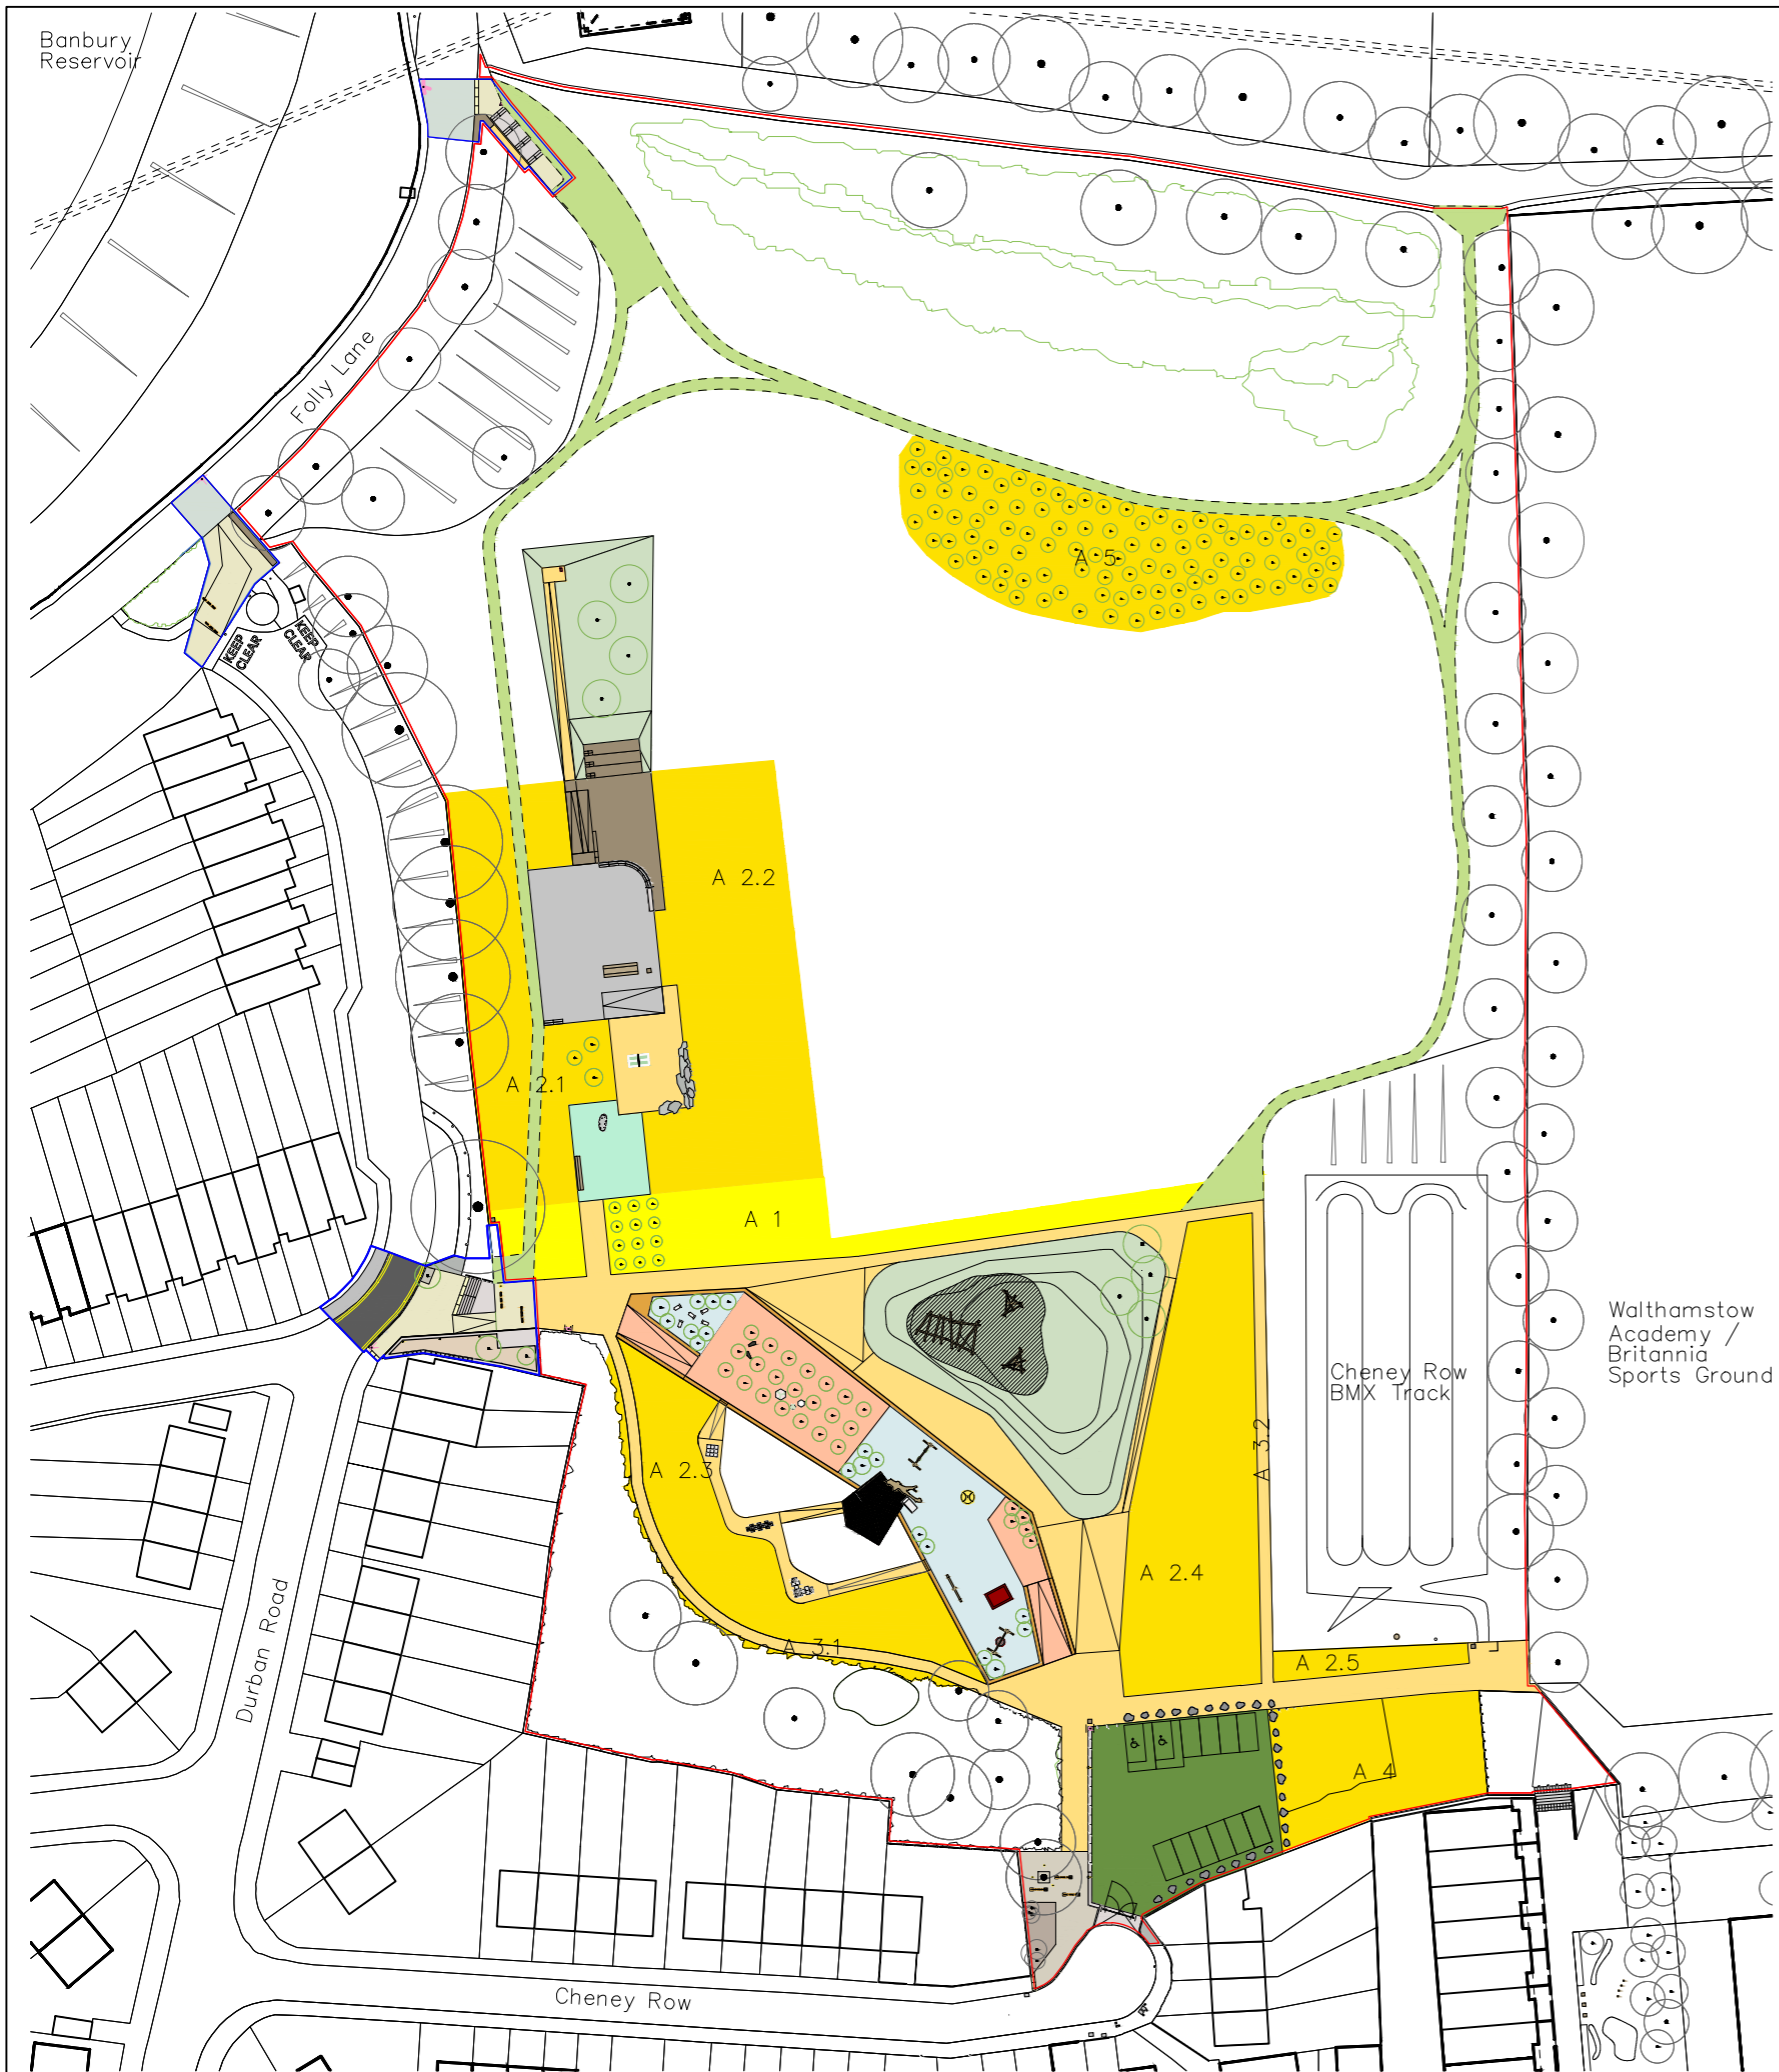 Banbury
Reservoir
Folly Lane
KEEP
CLEAR
KEEP
CLEAR
A 5
A 2.2
A 2.1
A 1
Walthamstow
Academy /
Britannia
Sports Ground
Cheney Row
BMX Track
A 3.2
A 2.3
A 2.4
A 3.1
A 2.5
Durban Road
A 4
Cheney Row